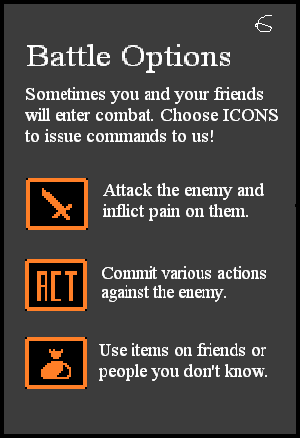 6
Battle Options
Sometimes you and your friends
will enter combat. Choose ICONS
to issue commands to us!
Attack the enemy and
inflict pain on them.
ACT
Commit various actions
against the enemy.
Use items on friends or
people you don't know.